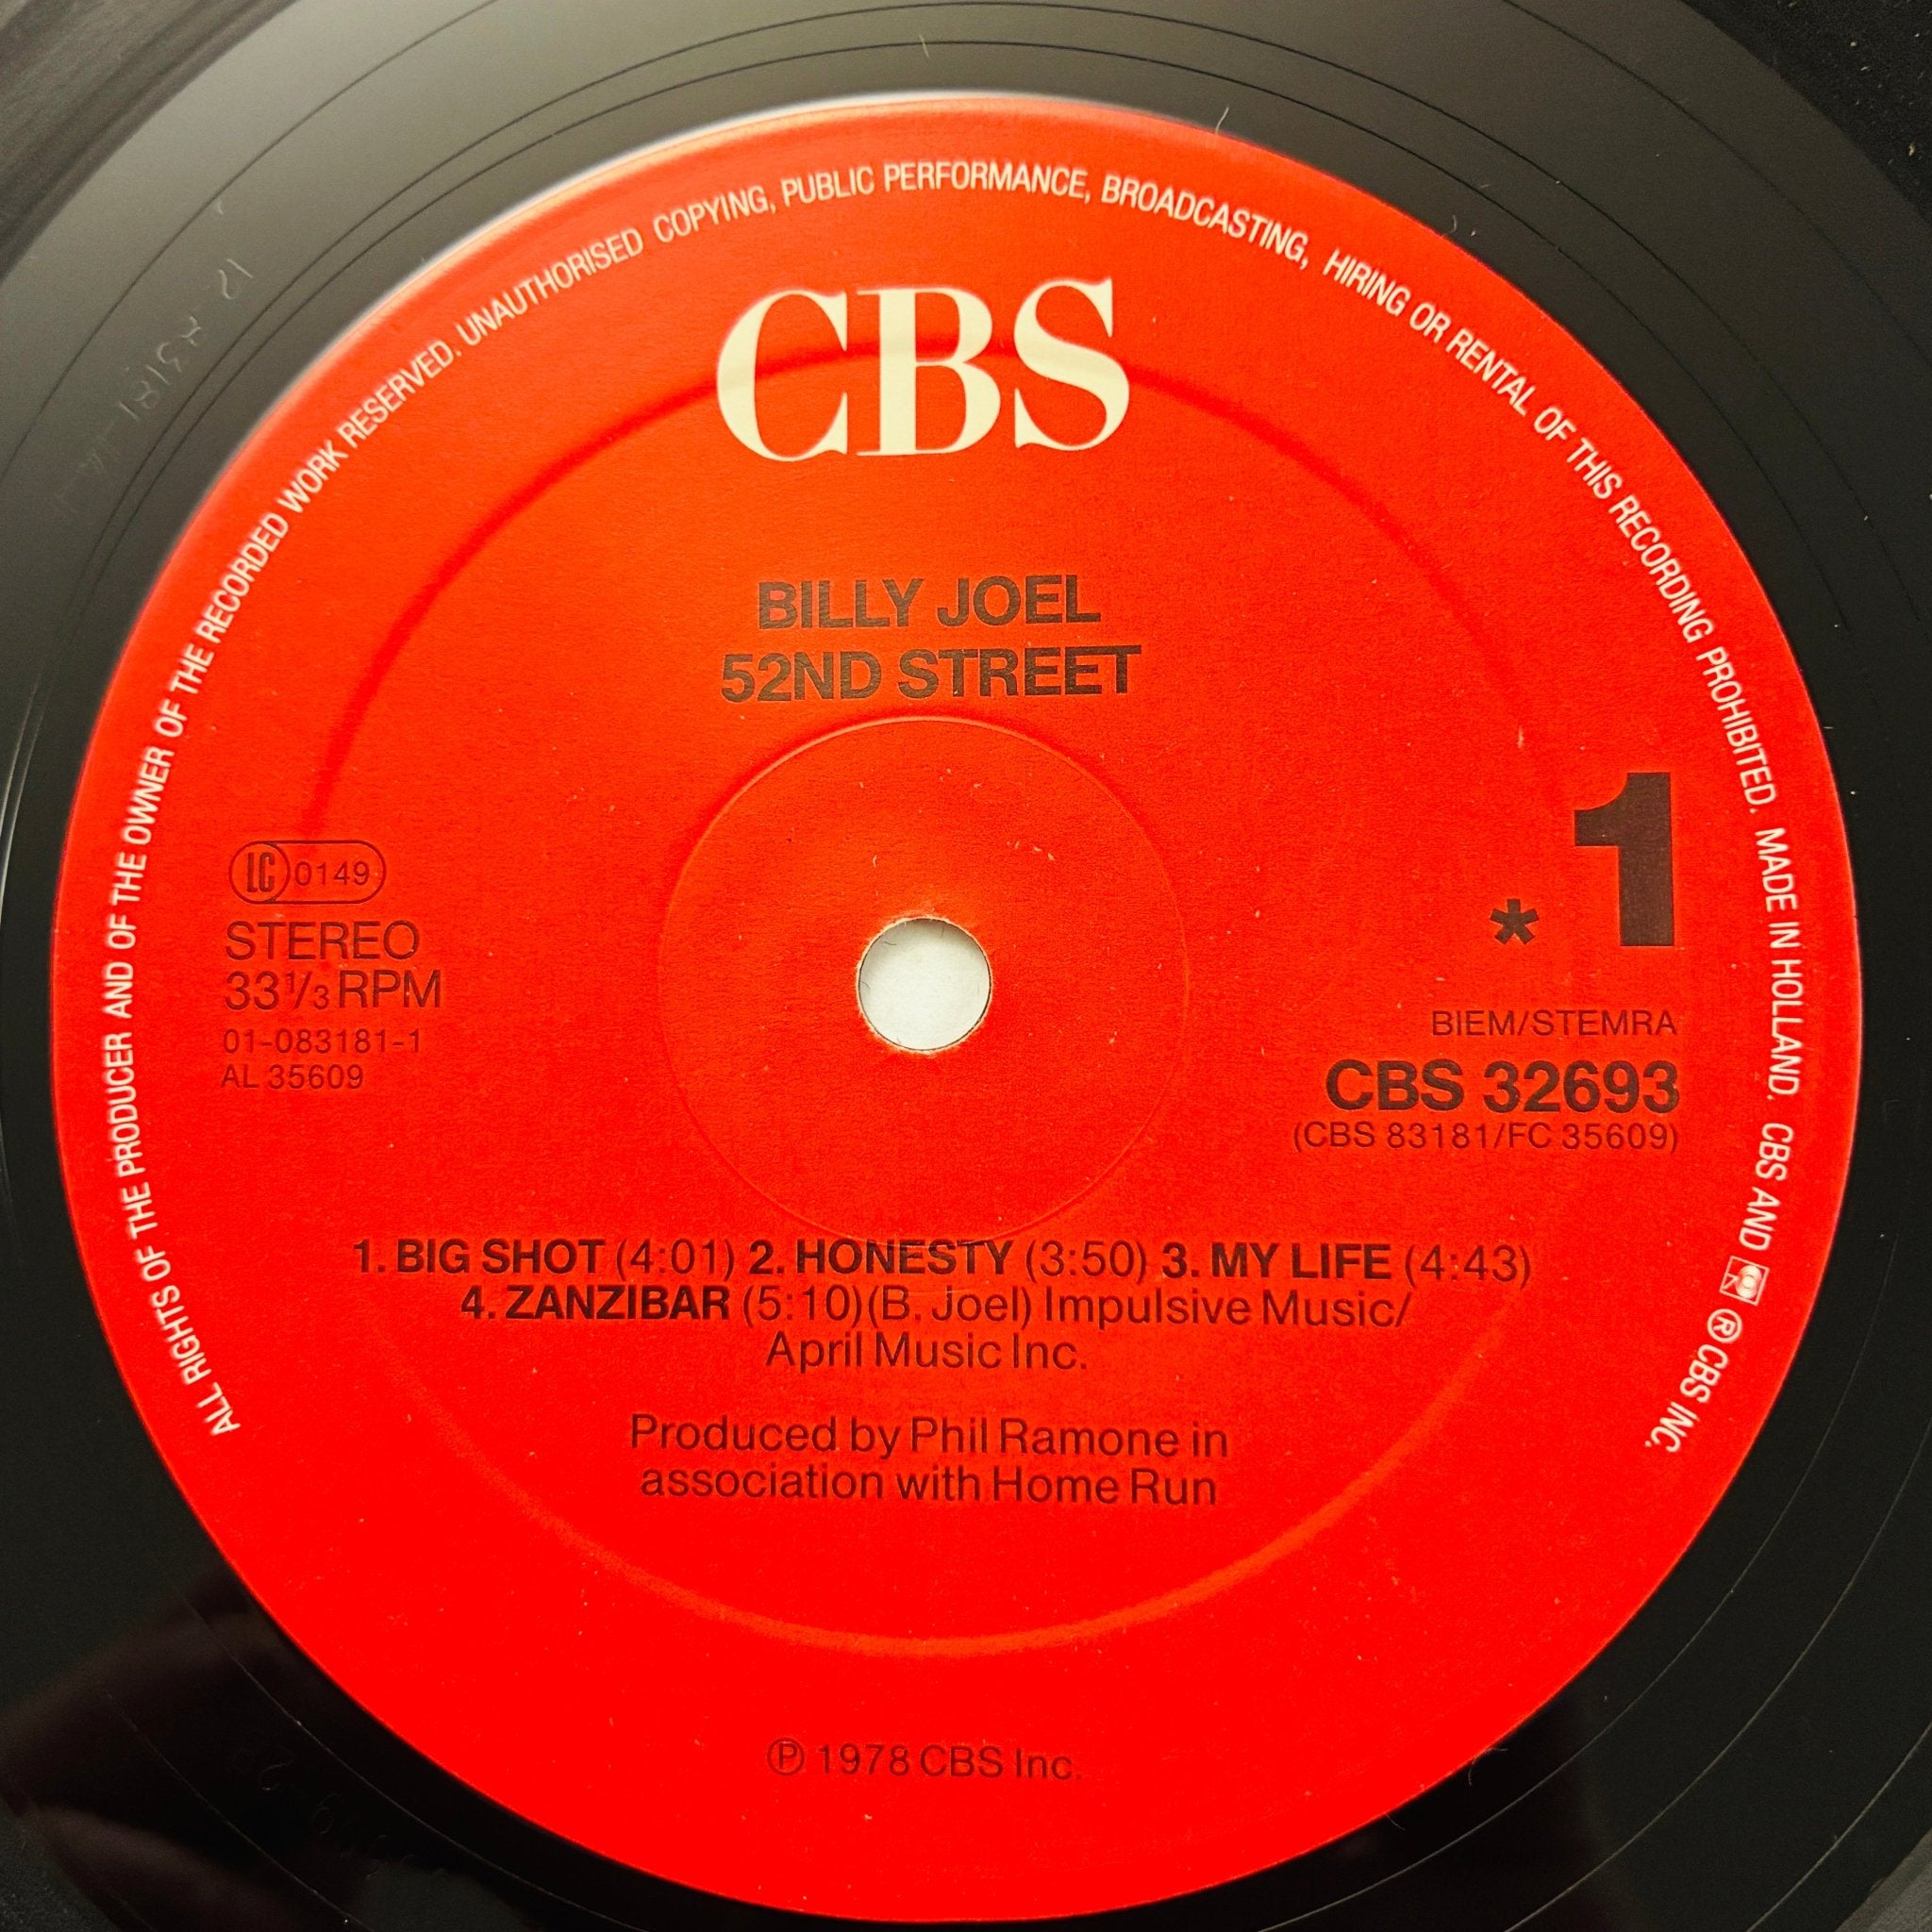 ALL RIGHTS OF THE PRODUCER AND OF THE OWNER OF THE RECORDED WORK RESERVED. UNAUTHORISED COPYING, PUBLIC PERFORMANCE, BROADCASTING, HIRING OR RENTAL OF THIS RECORDING PROHIBITED. MADE IN HOLLAND. CBS AND ® CBS INC.
CBS
BILLY JOEL
52ND STREET
1
*
LC 0149
STEREO
33 1/3 RPM
01-083181-1
AL 35609
BIEM/STEMRA
CBS 32693
(CBS 83181/FC 35609)
1. BIG SHOT (4:01) 2. HONESTY (3:50) 3. MY LIFE (4:43)
4. ZANZIBAR (5:10) (B. Joel) Impulsive Music/
April Music Inc.
Produced by Phil Ramone in
association with Home Run
℗ 1978 CBS Inc.